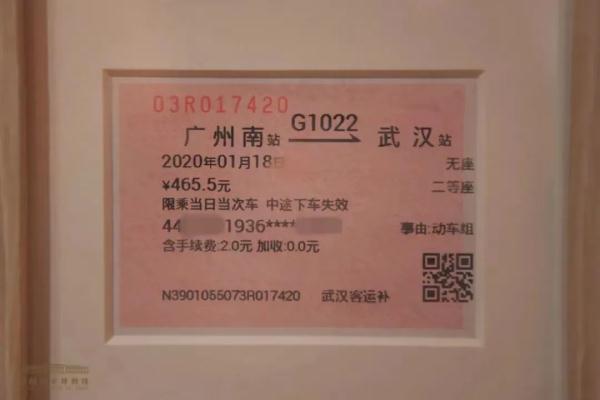 03R017420
广州南站 G1022 武汉站
2020年01月18日 无座
¥465.5元 二等座
限乘当日当次车 中途下车失效
44 1936**** 事由:动车组
含手续费:2.0元 加收:0.0元
N3901055073R017420 武汉客运补